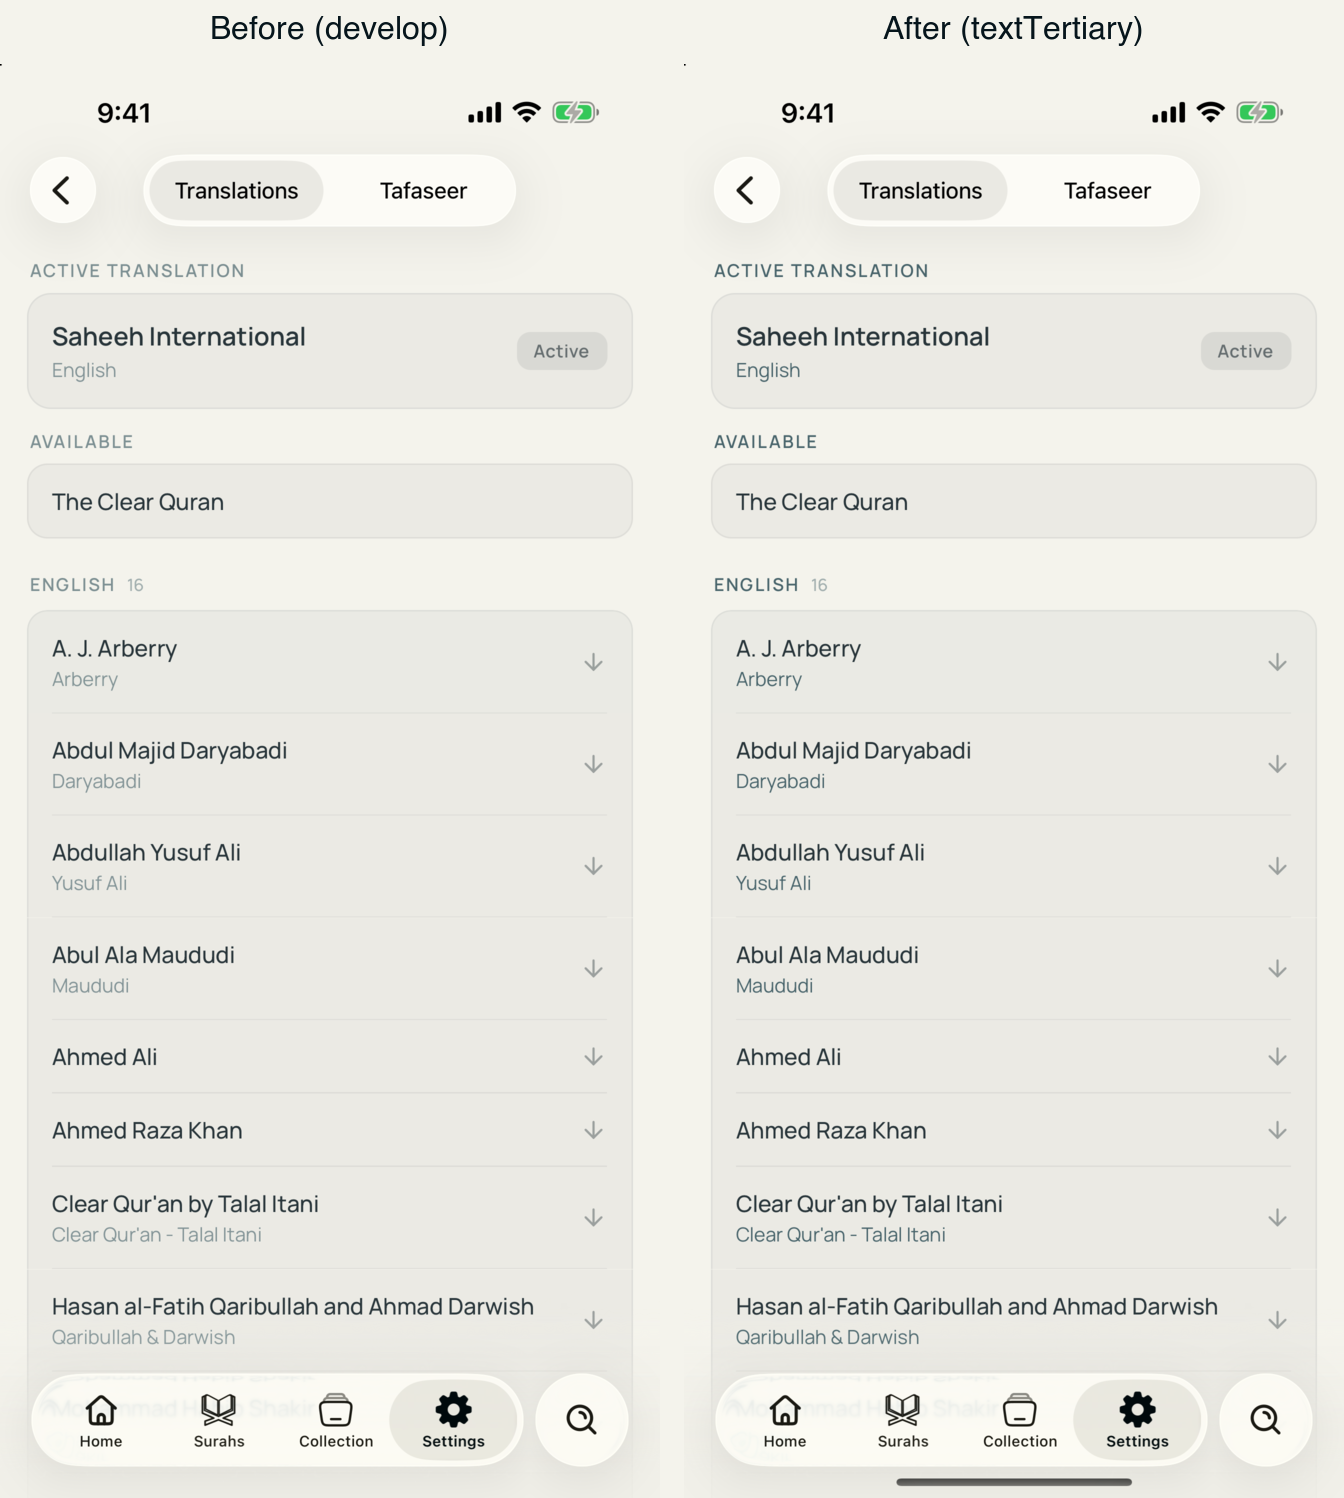 Before (develop)
9:41
Translations
Tafaseer
ACTIVE TRANSLATION
Saheeh International
English
Active
AVAILABLE
The Clear Quran
ENGLISH 16
A. J. Arberry
Arberry
Abdul Majid Daryabadi
Daryabadi
Abdullah Yusuf Ali
Yusuf Ali
Abul Ala Maududi
Maududi
Ahmed Ali
Ahmed Raza Khan
Clear Qur'an by Talal Itani
Clear Qur'an - Talal Itani
Hasan al-Fatih Qaribullah and Ahmad Darwish
Qaribullah & Darwish
Home
Surahs
Collection
Settings
After (textTertiary)
9:41
Translations
Tafaseer
ACTIVE TRANSLATION
Saheeh International
English
Active
AVAILABLE
The Clear Quran
ENGLISH 16
A. J. Arberry
Arberry
Abdul Majid Daryabadi
Daryabadi
Abdullah Yusuf Ali
Yusuf Ali
Abul Ala Maududi
Maududi
Ahmed Ali
Ahmed Raza Khan
Clear Qur'an by Talal Itani
Clear Qur'an - Talal Itani
Hasan al-Fatih Qaribullah and Ahmad Darwish
Qaribullah & Darwish
Home
Surahs
Collection
Settings